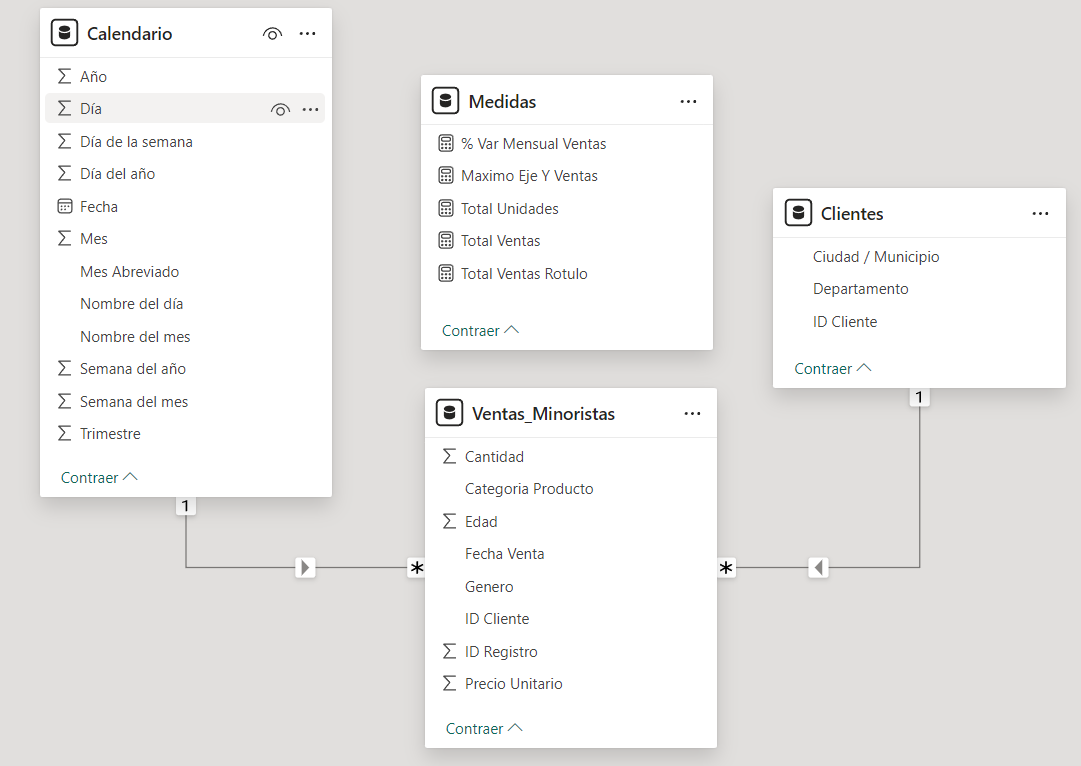 Calendario
Año
Día
Día de la semana
Día del año
Fecha
Mes
Mes Abreviado
Nombre del día
Nombre del mes
Semana del año
Semana del mes
Trimestre
Contraer
1
Medidas
% Var Mensual Ventas
Maximo Eje Y Ventas
Total Unidades
Total Ventas
Total Ventas Rotulo
Contraer
Clientes
Ciudad / Municipio
Departamento
ID Cliente
Contraer
1
Ventas_Minoristas
Cantidad
Categoria Producto
Edad
Fecha Venta
Genero
ID Cliente
ID Registro
Precio Unitario
Contraer
*
*